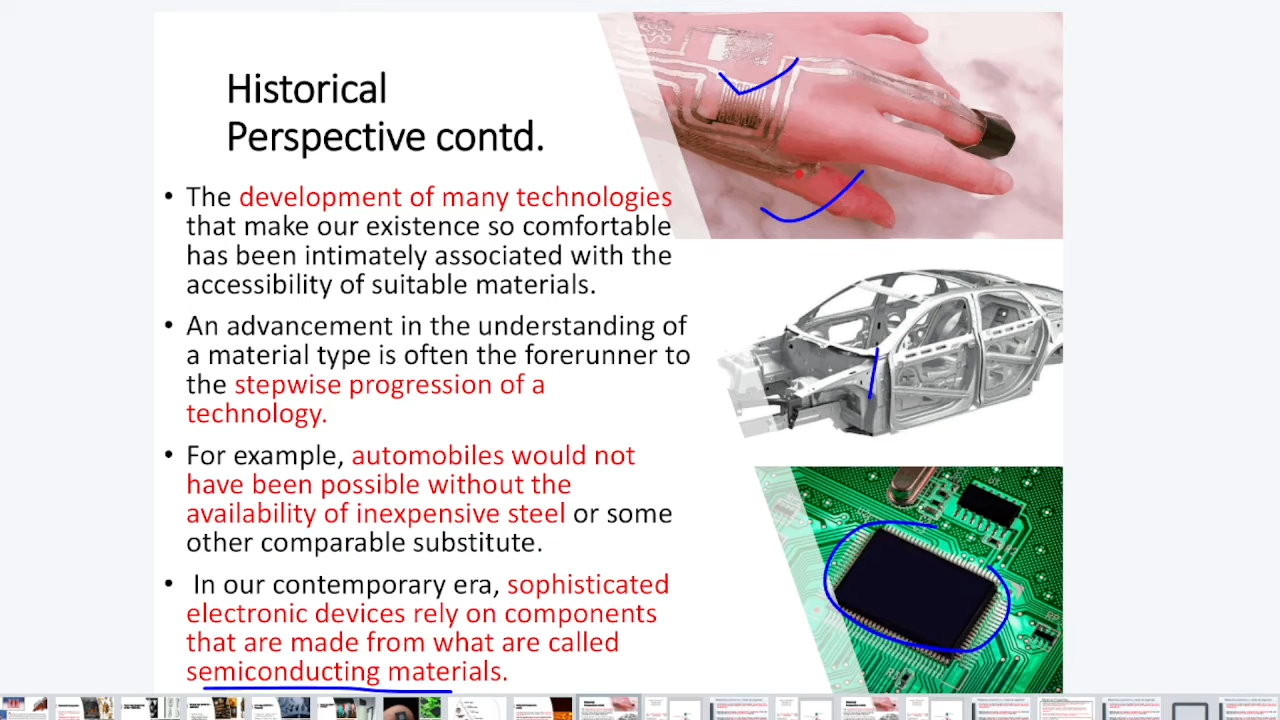 Historical
Perspective contd.
• The development of many technologies
that make our existence so comfortable
has been intimately associated with the
accessibility of suitable materials.
• An advancement in the understanding of
a material type is often the forerunner to
the stepwise progression of a
technology.
• For example, automobiles would not
have been possible without the
availability of inexpensive steel or some
other comparable substitute.
• In our contemporary era, sophisticated
electronic devices rely on components
that are made from what are called
semiconducting materials.